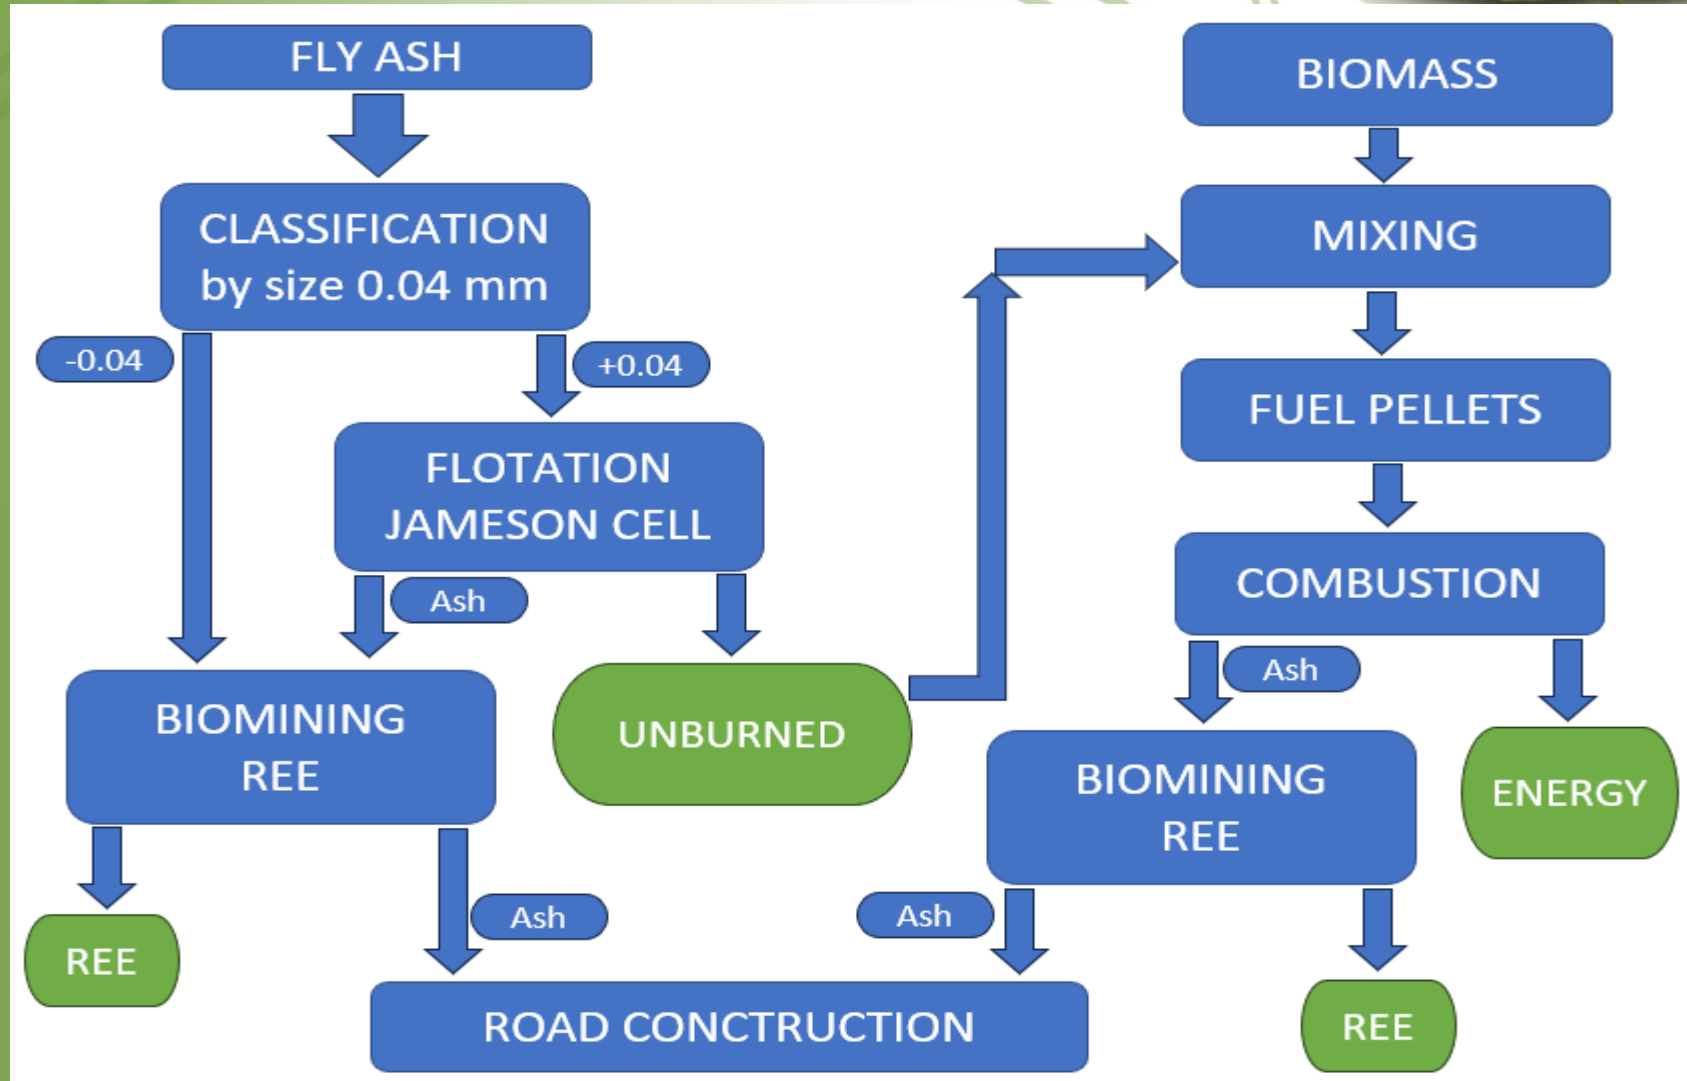 FLY ASH
CLASSIFICATION
by size 0.04 mm
-0.04
+0.04
FLOTATION
JAMESON CELL
Ash
BIOMINING
REE
UNBURNED
REE
Ash
BIOMASS
MIXING
FUEL PELLETS
COMBUSTION
Ash
BIOMINING
REE
ENERGY
Ash
REE
ROAD CONCTRUCTION